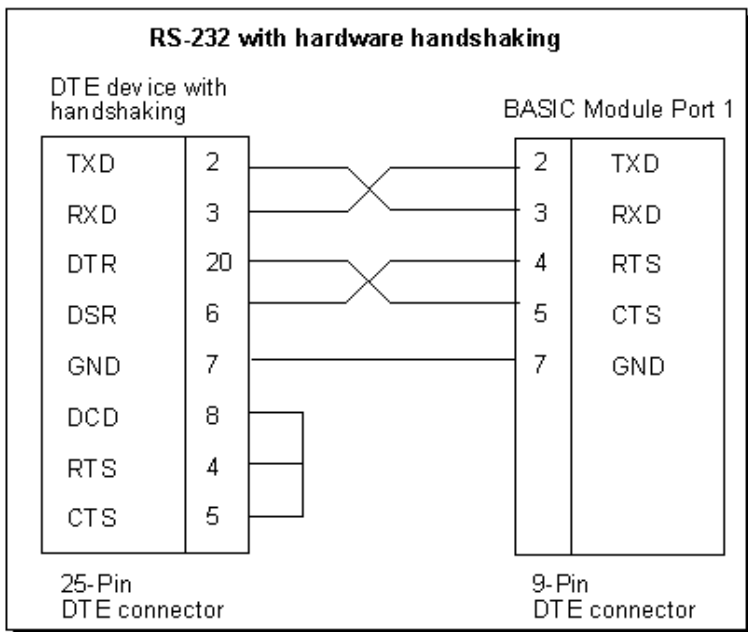 RS-232 with hardware handshaking
DTE device with
handshaking
BASIC Module Port 1
TXD 2 2 TXD
RXD 3 3 RXD
DTR 20 4 RTS
DSR 6 5 CTS
GND 7 7 GND
DCD 8
RTS 4
CTS 5
25-Pin
DTE connector
9-Pin
DTE connector